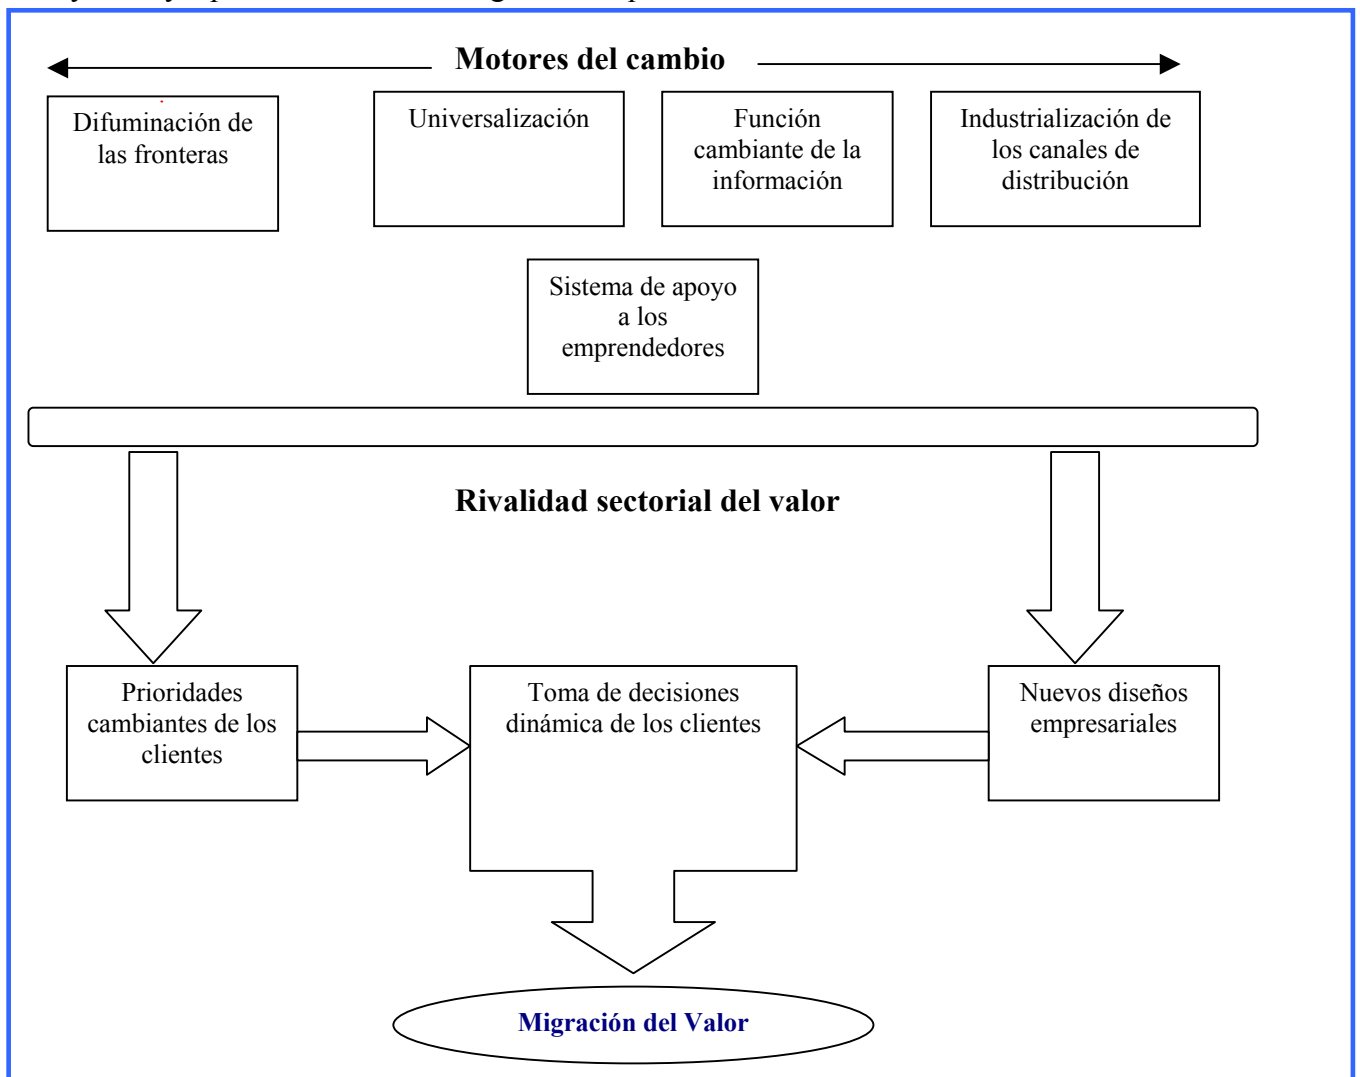 Motores del cambio
Difuminación de
las fronteras
Universalización
Función
cambiante de la
información
Industrialización de
los canales de
distribución
Sistema de apoyo
a los
emprendedores
Rivalidad sectorial del valor
Prioridades
cambiantes de los
clientes
Toma de decisiones
dinámica de los clientes
Nuevos diseños
empresariales
Migración del Valor